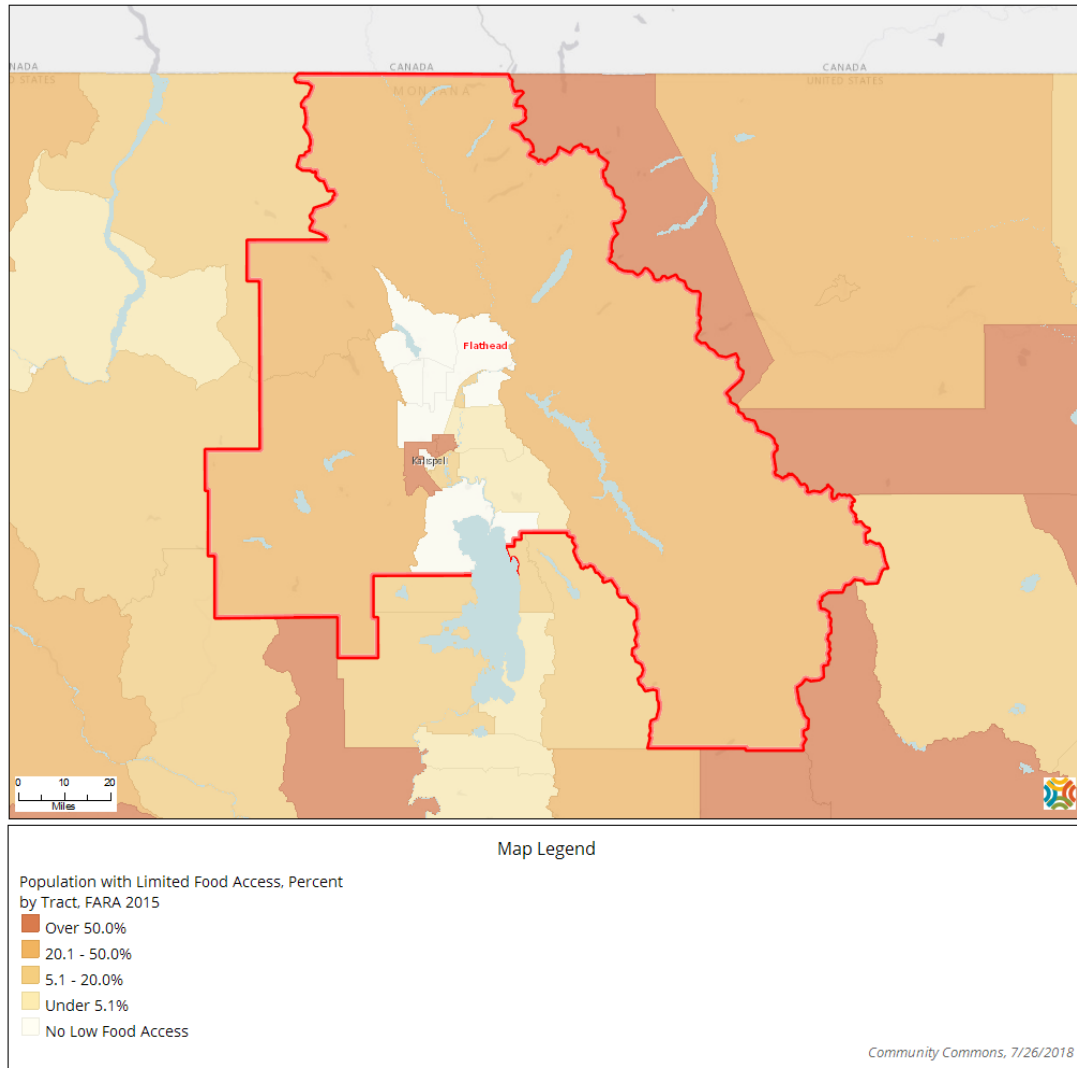 NADA
CANADA
CANADA
D STATES
MONTANA
UNITED STATES
Flathead
Kalispell
0 10 20
Miles
Map Legend
Population with Limited Food Access, Percent
by Tract, FARA 2015
Over 50.0%
20.1 - 50.0%
5.1 - 20.0%
Under 5.1%
No Low Food Access
Community Commons, 7/26/2018